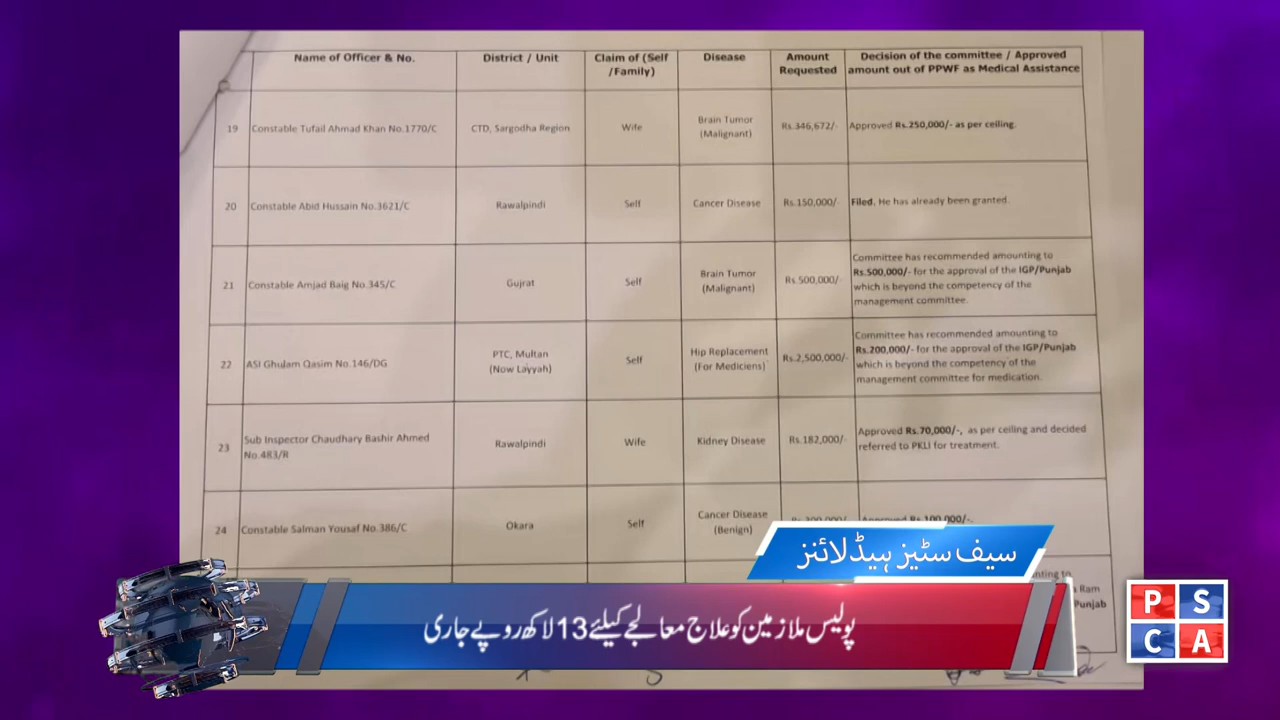 Name of Officer & No.
District / Unit
Claim of (Self
/Family)
Disease
Amount
Requested
Decision of the committee / Approved
amount out of PPWF as Medical Assistance
19
Constable Tufail Ahmad Khan No.1770/C
CTD, Sargodha Region
Wife
Brain Tumor
(Malignant)
Rs.346,672/-
Approved Rs.250,000/- as per ceiling.
20
Constable Abid Hussain No.3621/C
Rawalpindi
Self
Cancer Disease
Rs.150,000/
Filed. He has already been granted.
21
Constable Amjad Baig No.345/C
Gujrat
Self
Brain Tumor
(Malignant)
Rs.500,000/-
Committee has recommended amounting to
Rs.500,000/- for the approval of the IGP/Punjab
which is beyond the competency of the
management committee.
22
ASI Ghulam Qasim No.146/DG
PTC, Multan
(Now Layyah)
Self
Hip Replacement
(For Mediciens)
Rs.2,500,000/-
Committee has recommended amounting to
Rs.200,000/- for the approval of the IGP/Punjab
which is beyond the competency of the
management committee for medication.
23
Sub Inspector Chaudhary Bashir Ahmed
No.483/R
Rawalpindi
Wife
Kidney Disease
Rs.182,000/-
Approved Rs.70,000/-, as per ceiling and decided
referred to PKLI for treatment.
24
Constable Salman Yousaf No.386/C
Okara
Self
Cancer Disease
(Benign)
Approved Rs.100,000/-.
to
Ram
Punjab
سیف سٹیز ہیڈلائنز
پولیس ملازمین کو علاج معالجے کیلئے 13 لاکھ روپے جاری
PS
CA